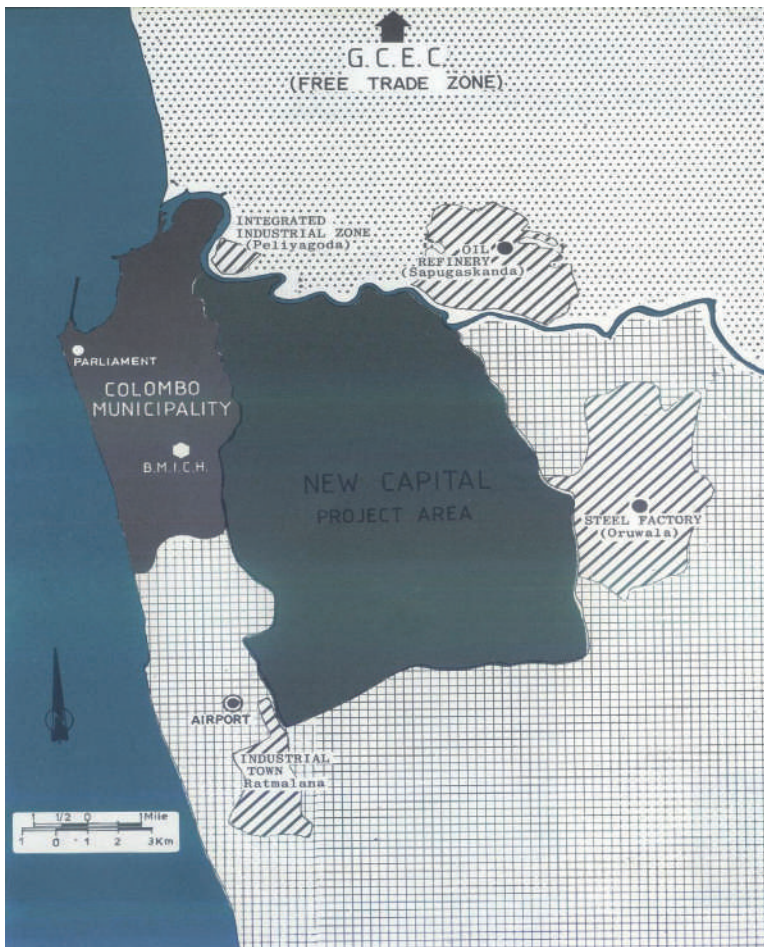 G.C.E.C.
(FREE TRADE ZONE)
INTEGRATED
INDUSTRIAL ZONE
(Peliyagoda)
OIL
REFINERY
(Sapugaskanda)
PARLIAMENT
COLOMBO
MUNICIPALITY
B.M.I.C.H.
NEW CAPITAL
PROJECT AREA
STEEL FACTORY
(Oruwala)
N
AIRPORT
INDUSTRIAL
TOWN
Ratmalana
1 1/2 0 1Mile
1 0 1 2 3Km